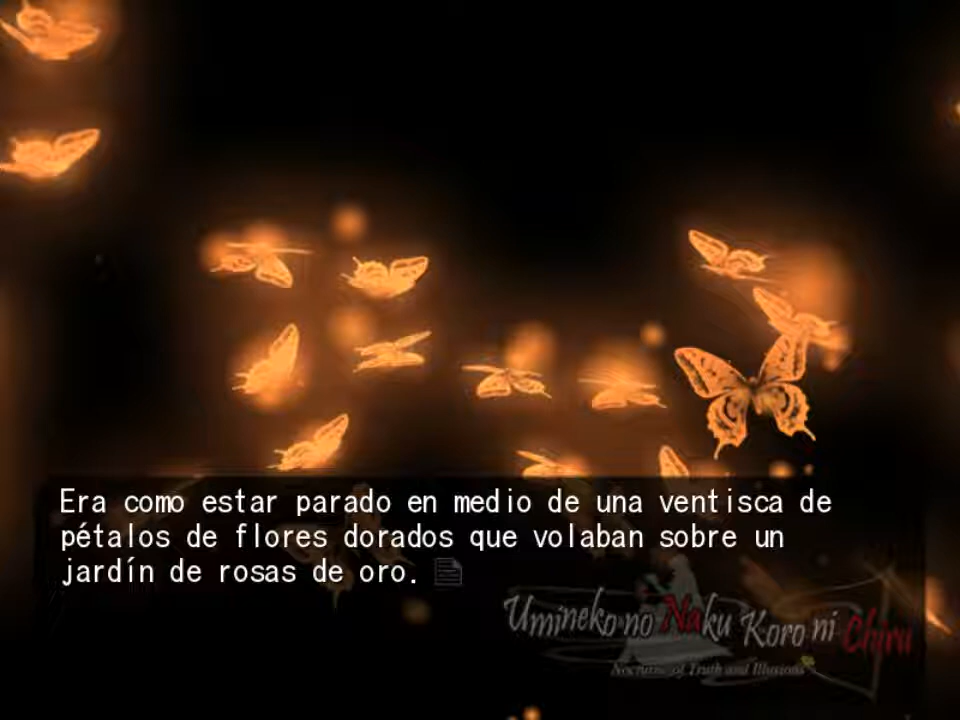 Era como estar parado en medio de una ventisca de
pétalos de flores dorados que volaban sobre un
jardín de rosas de oro.
Umineko no Naku Koro ni Chiru
Nocturne of Truth and Illusions